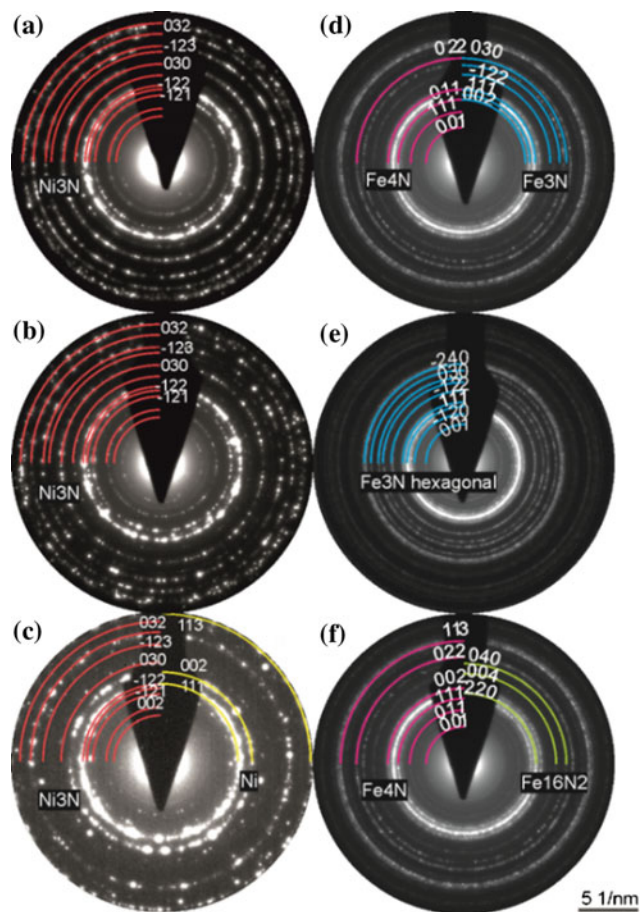 (a)
032
-123
030
-122
-121
Ni3N
(b)
032
-123
030
-122
-121
Ni3N
(c)
032
113
-123
030
002
-122
111
-121
002
Ni3N
Ni
(d)
022 030
-122
011 -111
111 002
001
Fe4N
Fe3N
(e)
-240
030
-122
-111
-120
001
Fe3N hexagonal
(f)
113
022
040
002
004
111
220
011
001
Fe4N
Fe16N2
5 1/nm